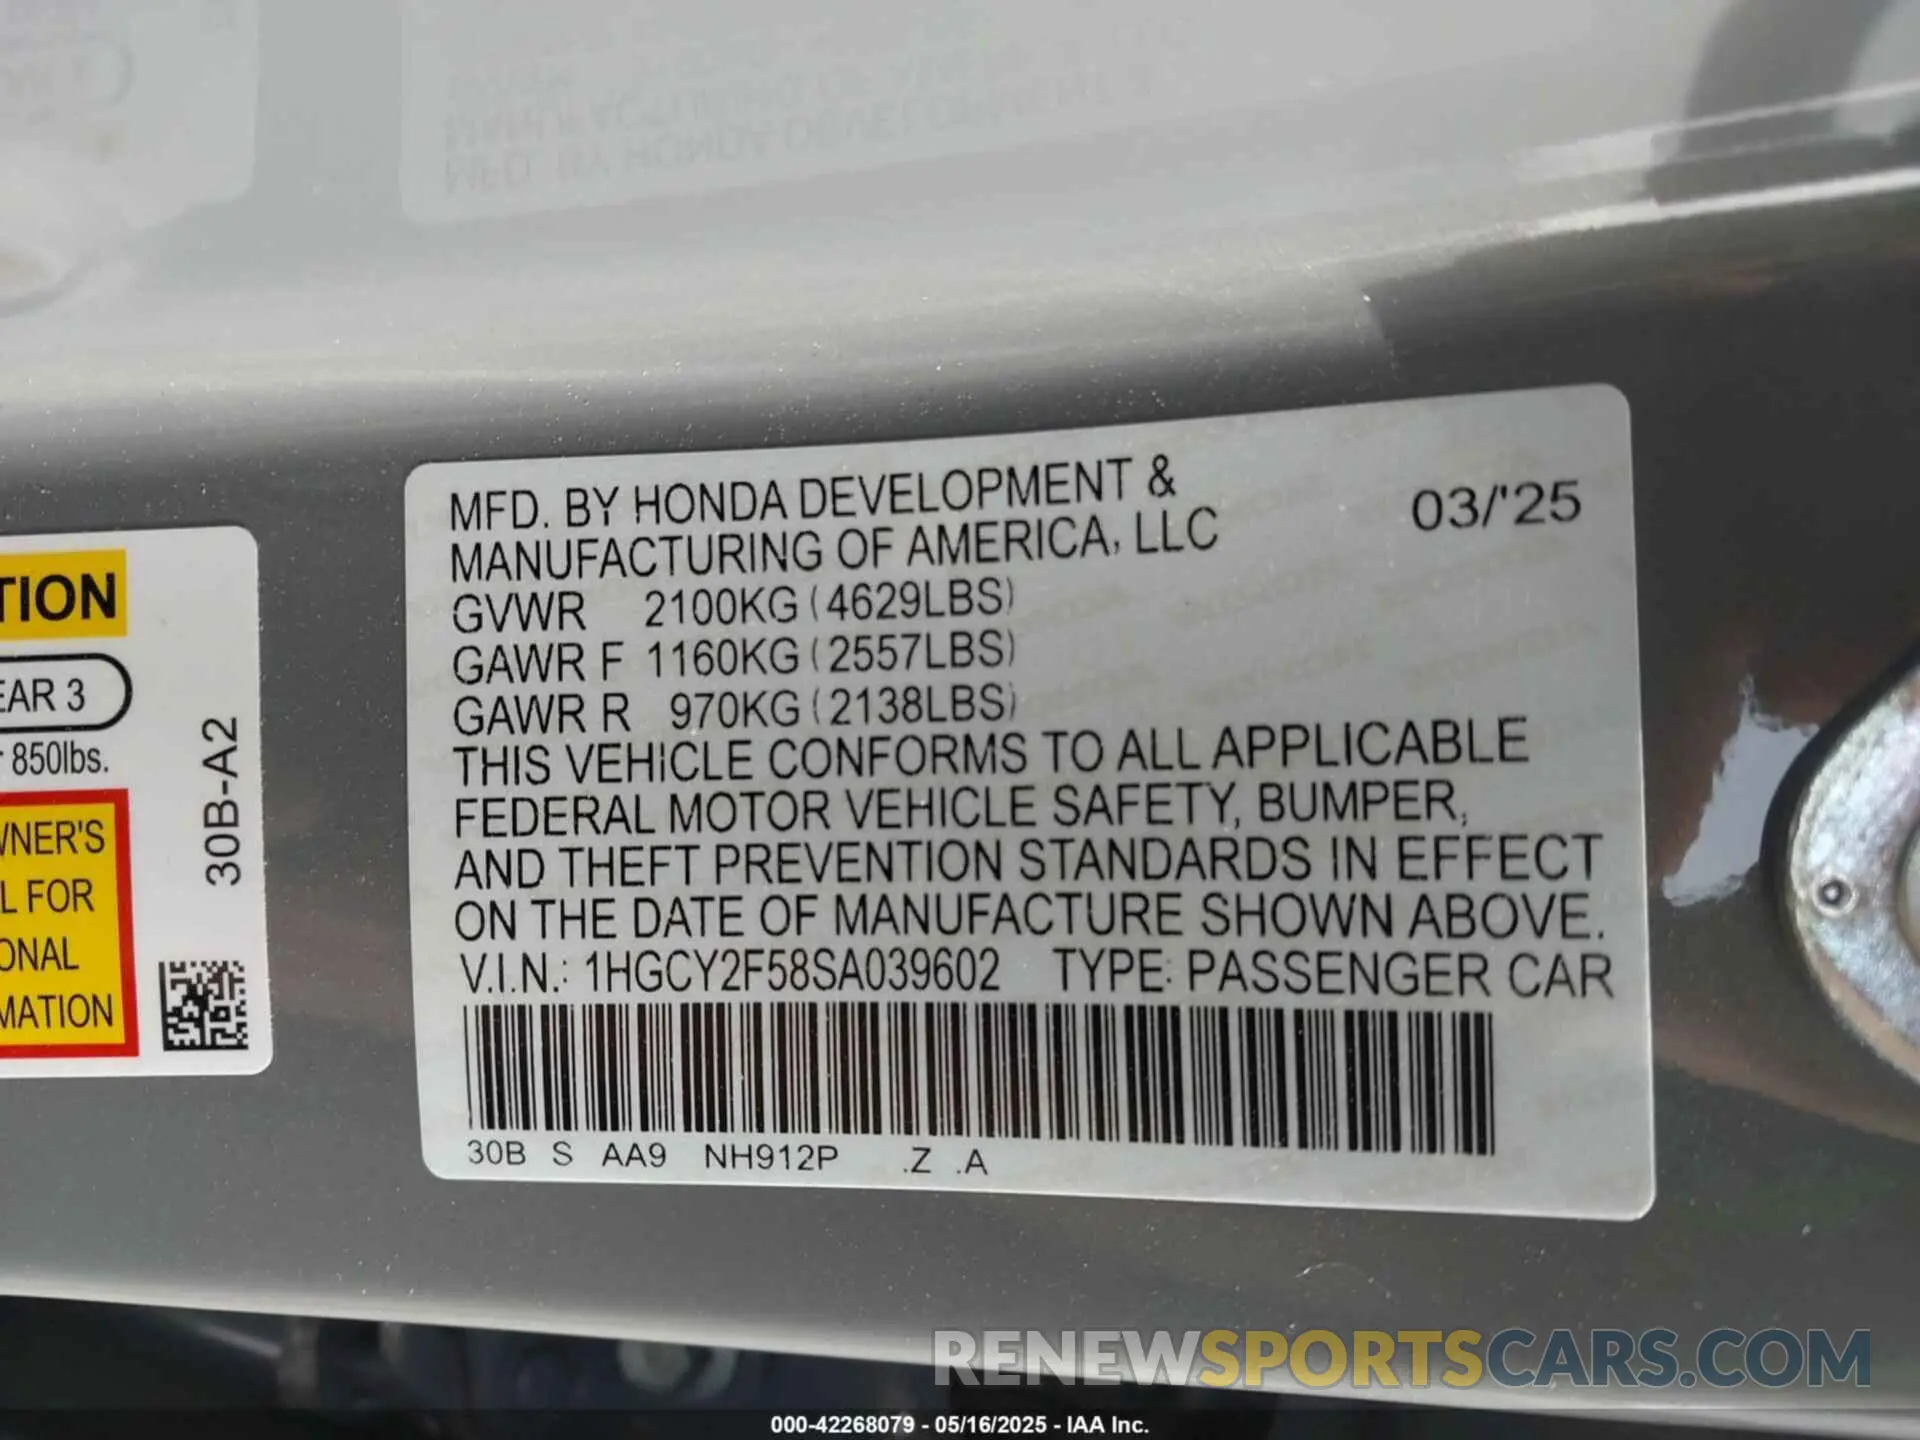 MFD. BY HONDA DEVELOPMENT &
MANUFACTURING OF AMERICA, LLC
03/'25
GVWR 2100KG (4629LBS)
GAWR F 1160KG (2557LBS)
GAWR R 970KG (2138LBS)
THIS VEHICLE CONFORMS TO ALL APPLICABLE
FEDERAL MOTOR VEHICLE SAFETY, BUMPER,
AND THEFT PREVENTION STANDARDS IN EFFECT
ON THE DATE OF MANUFACTURE SHOWN ABOVE.
V.I.N.: 1HGCY2F58SA039602 TYPE: PASSENGER CAR
30B S AA9 NH912P .Z .A
TION
EAR 3
850lbs.
WNER'S
L FOR
ONAL
MATION
30B-A2
RENEWSPORTSCARS.COM
000-42268079 - 05/16/2025 - IAA Inc.